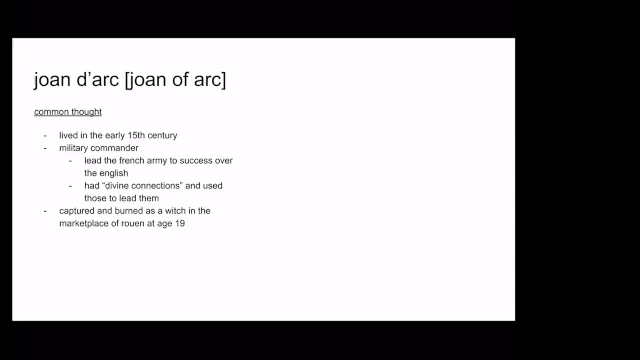 joan d’arc [joan of arc]
common thought
- lived in the early 15th century
- military commander
- lead the french army to success over
the english
- had “divine connections” and used
those to lead them
- captured and burned as a witch in the
marketplace of rouen at age 19